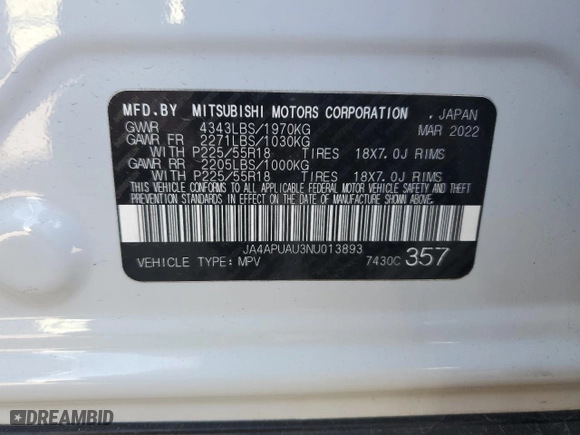 MFD.BY MITSUBISHI MOTORS CORPORATION , JAPAN
GVWR 4343LBS/1970KG MAR 2022
GAWR FR 2271LBS/1030KG
WITH P225/55R18 TIRES 18X7.0J RIMS
GAWR RR 2205LBS/1000KG
WITH P225/55R18 TIRES 18X7.0J RIMS
THIS VEHICLE CONFORMS TO ALL APPLICABLE FEDERAL MOTOR VEHICLE SAFETY AND THEFT
PREVENTION STANDARDS IN EFFECT ON THE DATE OF MANUFACTURE SHOWN ABOVE.
JA4APUAU3NU013893
VEHICLE TYPE: MPV 7430C 357
DREAMBID